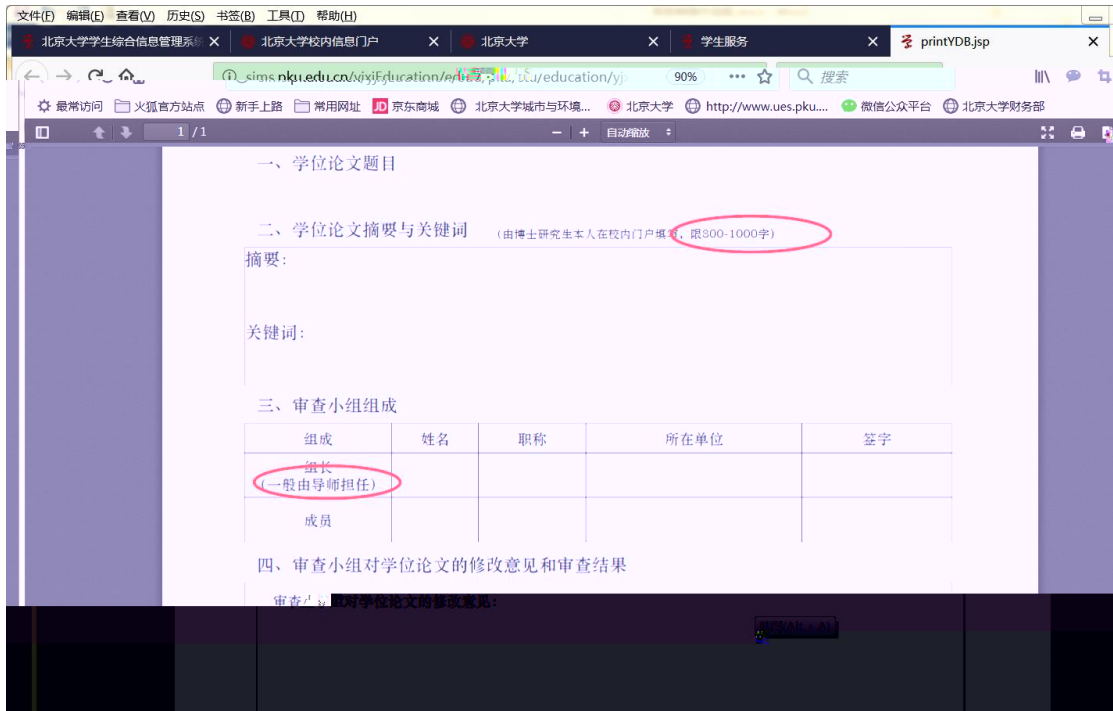 文件(F) 编辑(E) 查看(V) 历史(S) 书签(B) 工具(T) 帮助(H)
北京大学学生综合信息管理系统 北京大学校内信息门户 北京大学 学生服务 printYDB.jsp
sims.pku.edu.cn 90% 搜索
最常访问 火狐官方站点 新手上路 常用网址 JD 京东商城 北京大学城市与环境... 北京大学 http://www.ues.pku.... 微信公众平台 北京大学财务部
1 / 1 自动缩放
一、学位论文题目
二、学位论文摘要与关键词 (由博士研究生本人在校内门户填写,限800-1000字)
摘要:
关键词:
三、审查小组组成
组成 姓名 职称 所在单位 签字
组长
(一般由导师担任)
成员
四、审查小组对学位论文的修改意见和审查结果
审查小组对学位论文的修改意见: